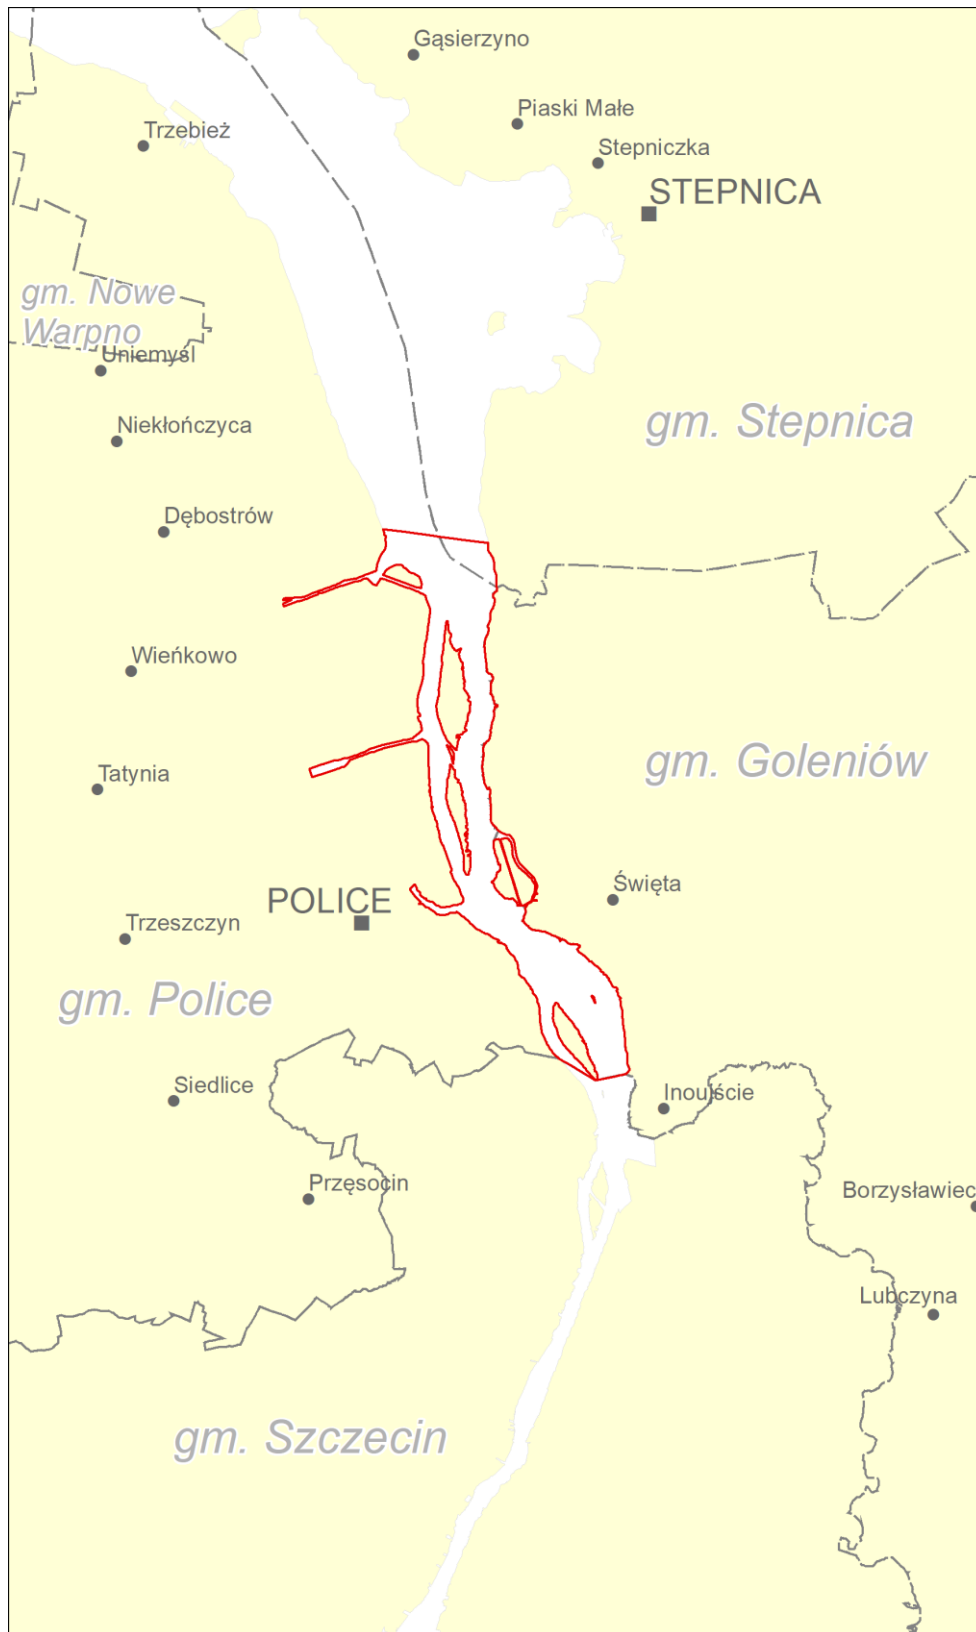 Gąsierzyno
Piaski Małe
Trzebież
Stepniczka
STEPNICA
gm. Nowe
Warpno
Uniemyśl
Niekłończyca
gm. Stepnica
Dębostrów
Wieńkowo
gm. Goleniów
Tatynia
Święta
POLICE
Trzeszczyn
gm. Police
Siedlice
Inoujście
Przęsocin
Borzysławiec
Lubczyna
gm. Szczecin